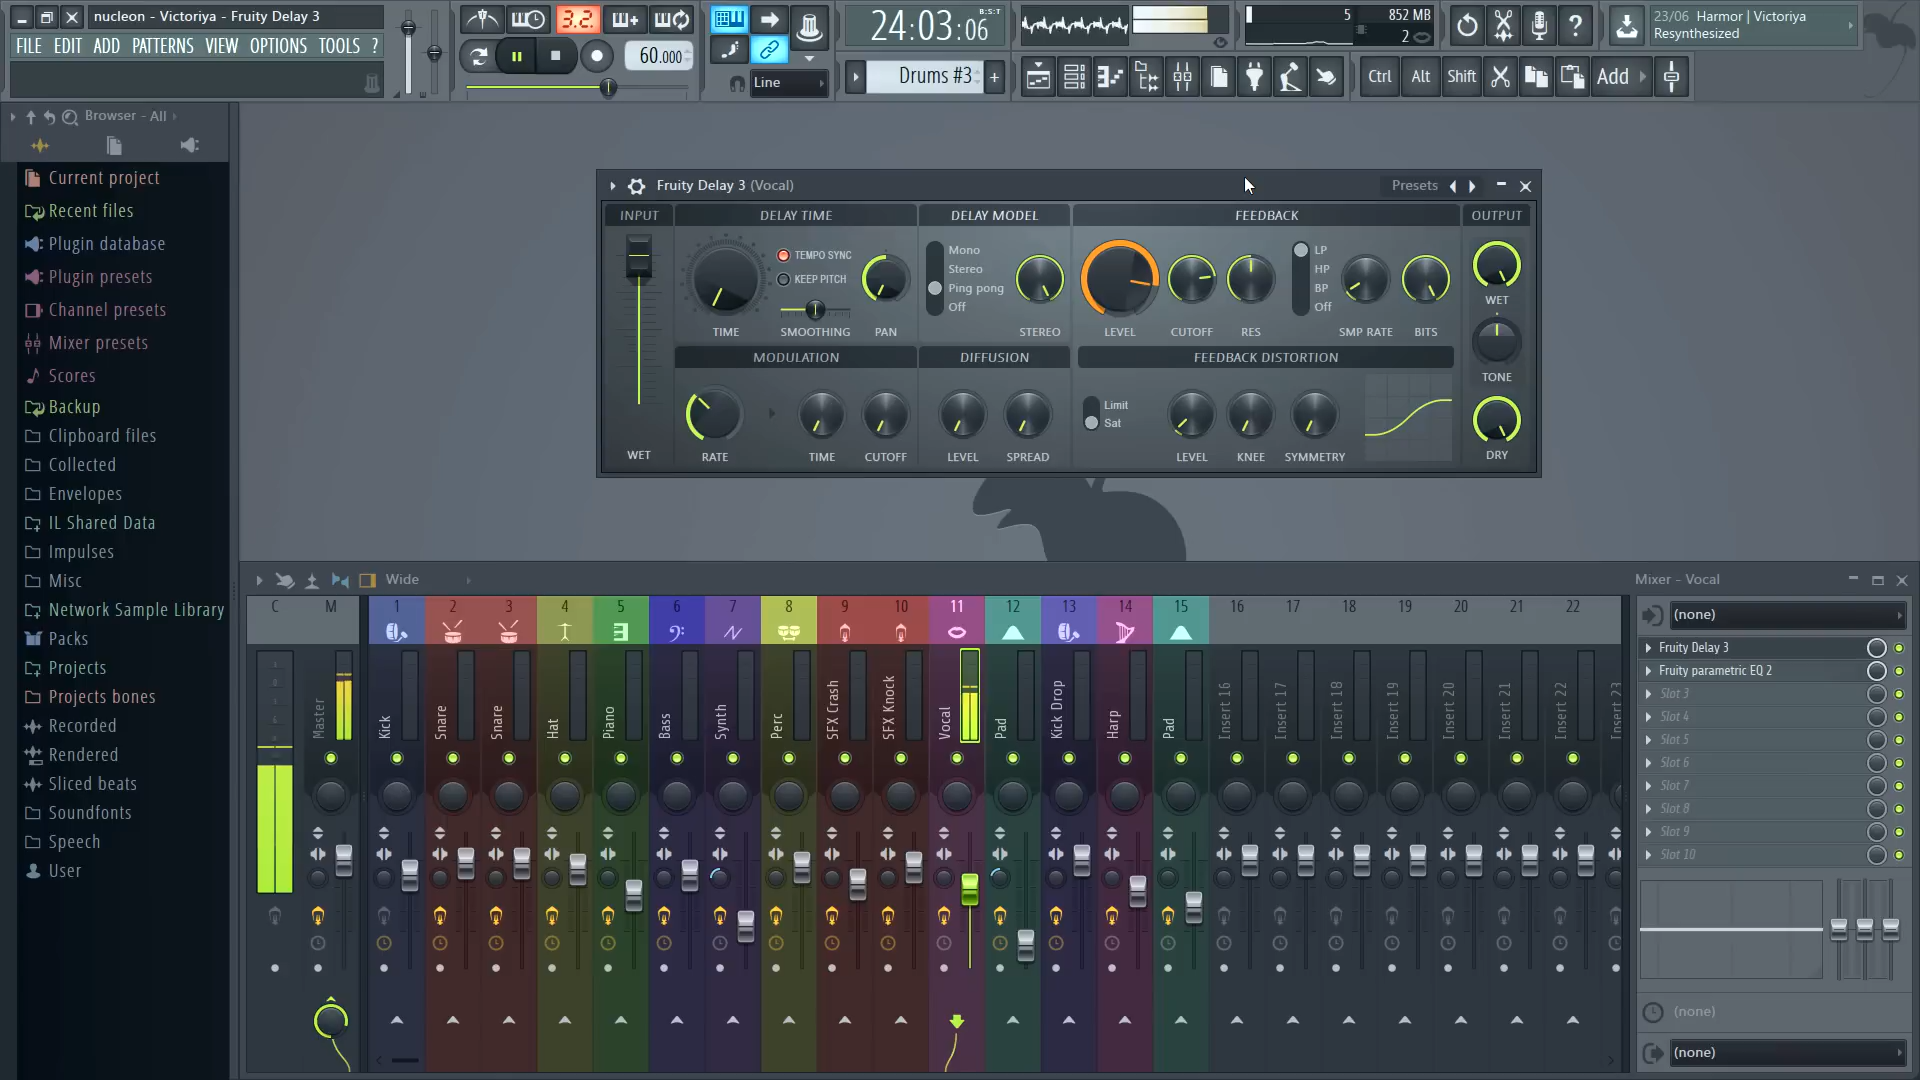 nucleon - Victoriya - Fruity Delay 3
FILE EDIT ADD PATTERNS VIEW OPTIONS TOOLS ?
3.2.
60.000
Line
24:03:06
B:S:T
Drums #3
5
852 MB
2
23/06 Harmor | Victoriya
Resynthesized
Ctrl Alt Shift
Add
Browser - All
Current project
Recent files
Plugin database
Plugin presets
Channel presets
Mixer presets
Scores
Backup
Clipboard files
Collected
Envelopes
IL Shared Data
Impulses
Misc
Network Sample Library
Packs
Projects
Projects bones
Recorded
Rendered
Sliced beats
Soundfonts
Speech
User
Fruity Delay 3 (Vocal)
Presets
INPUT DELAY TIME DELAY MODEL FEEDBACK OUTPUT
TEMPO SYNC
KEEP PITCH
Mono
Stereo
Ping pong
Off
LP
HP
BP
Off
WET
TIME SMOOTHING PAN STEREO LEVEL CUTOFF RES SMP RATE BITS
MODULATION DIFFUSION FEEDBACK DISTORTION
TONE
Limit
Sat
WET RATE TIME CUTOFF LEVEL SPREAD LEVEL KNEE SYMMETRY DRY
Wide
Mixer - Vocal
C M 1 2 3 4 5 6 7 8 9 10 11 12 13 14 15 16 17 18 19 20 21 22
Master
Kick
Snare
Snare
Hat
Piano
Bass
Synth
Perc
SFX Crash
SFX Knock
Vocal
Pad
Kick Drop
Harp
Pad
Insert 16
Insert 17
Insert 18
Insert 19
Insert 20
Insert 21
Insert 22
(none)
Fruity Delay 3
Fruity parametric EQ 2
Slot 3
Slot 4
Slot 5
Slot 6
Slot 7
Slot 8
Slot 9
Slot 10
(none)
(none)